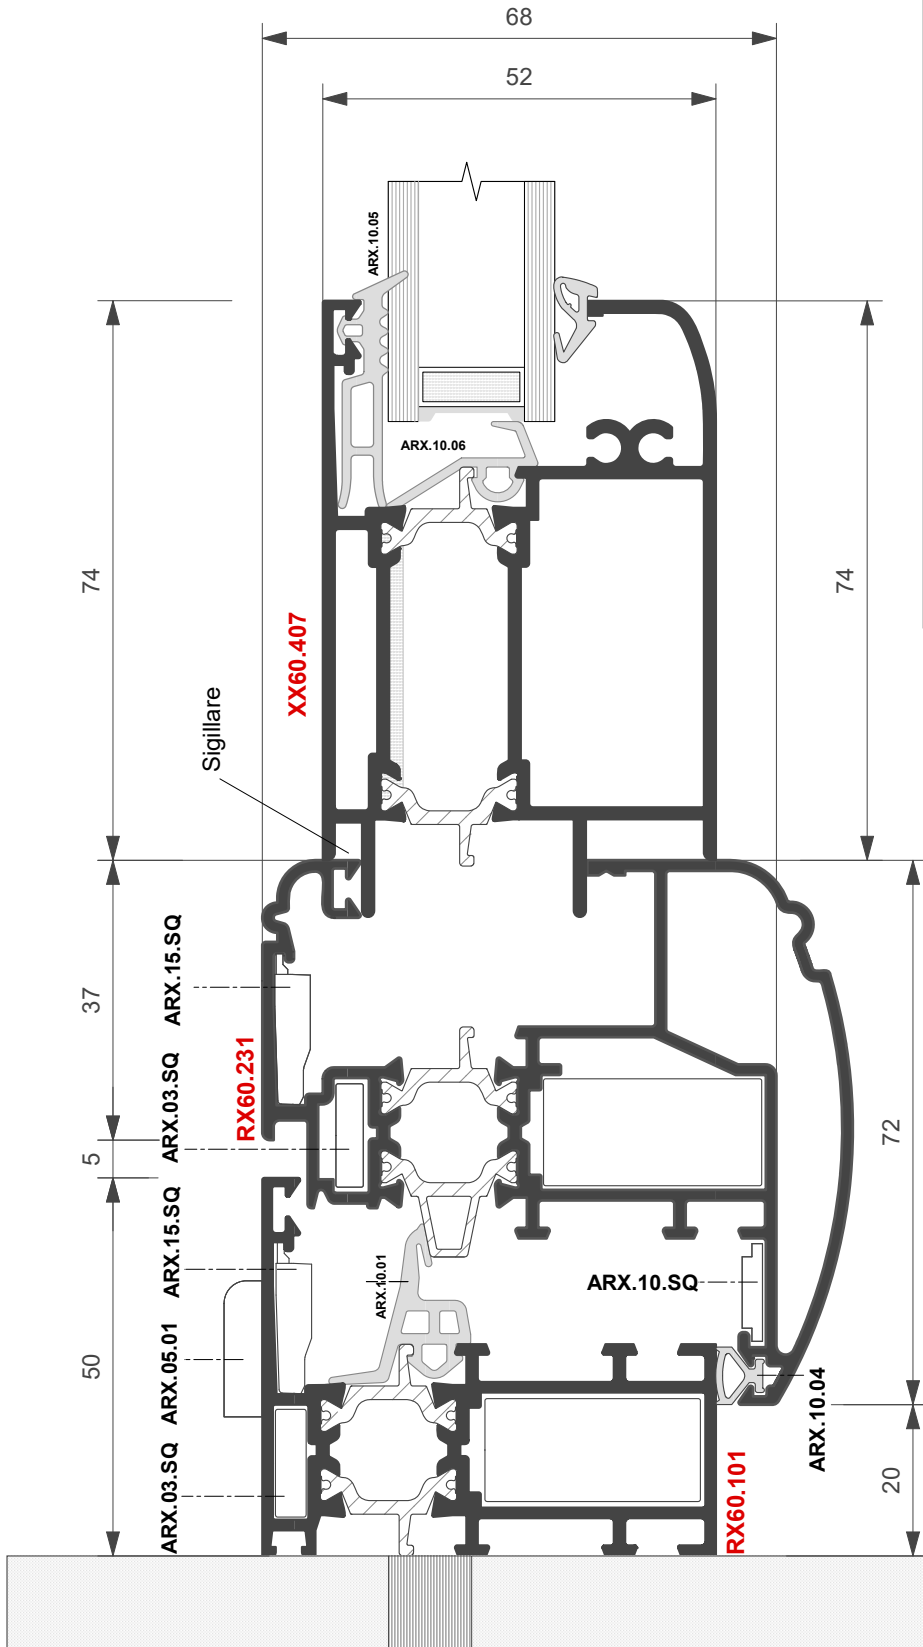 68
52
ARX.10.05
ARX.10.06
74
74
XX60.407
Sigillare
37
ARX.15.SQ
ARX.03.SQ
RX60.231
5
72
ARX.15.SQ
ARX.10.01
ARX.10.SQ
50
ARX.05.01
ARX.10.04
ARX.03.SQ
RX60.101
20